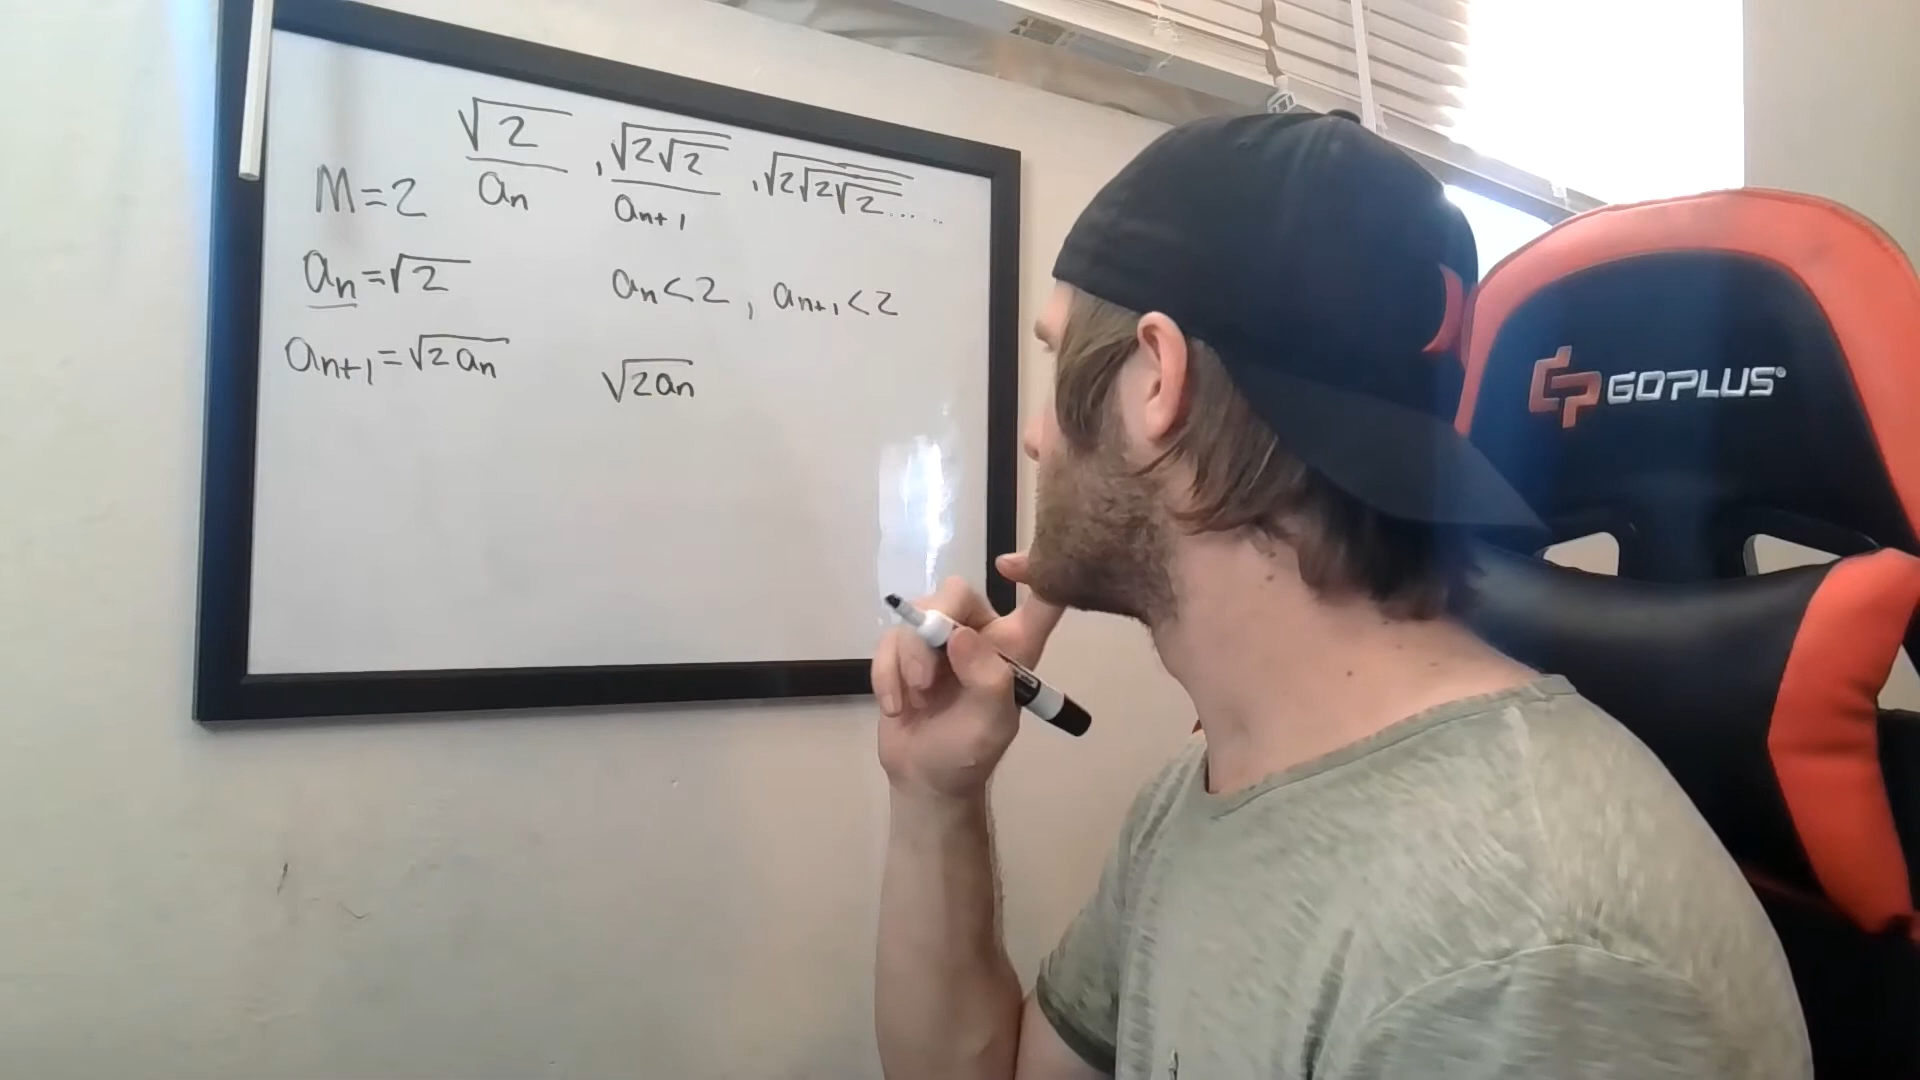 √2, √2√2, √2√2√2... ..
M=2 aₙ aₙ₊₁
aₙ=√2 aₙ<2, aₙ₊₁<2
aₙ₊₁=√2aₙ √2aₙ
GOPLUS